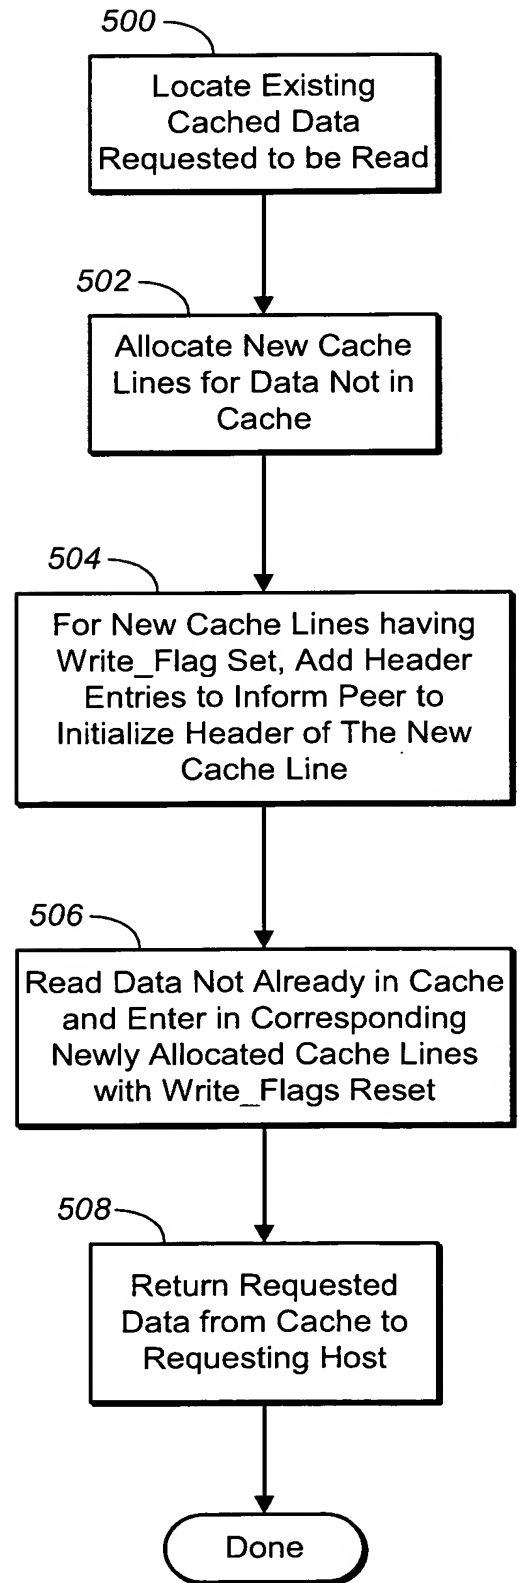 500
Locate Existing
Cached Data
Requested to be Read
502
Allocate New Cache
Lines for Data Not in
Cache
504
For New Cache Lines having
Write_Flag Set, Add Header
Entries to Inform Peer to
Initialize Header of The New
Cache Line
506
Read Data Not Already in Cache
and Enter in Corresponding
Newly Allocated Cache Lines
with Write_Flags Reset
508
Return Requested
Data from Cache to
Requesting Host
Done